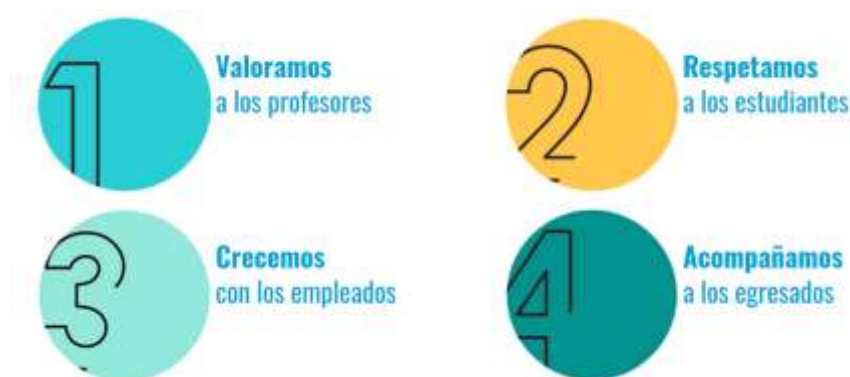 1
Valoramos
a los profesores
2
Respetamos
a los estudiantes
3
Crecemos
con los empleados
4
Acompañamos
a los egresados